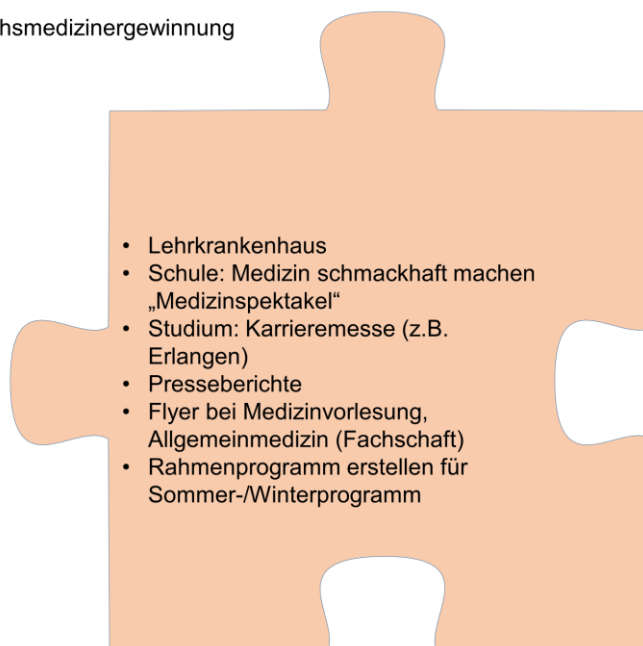 hsmedizinergewinnung
• Lehrkrankenhaus
• Schule: Medizin schmackhaft machen
„Medizinspektakel“
• Studium: Karrieremesse (z.B.
Erlangen)
• Presseberichte
• Flyer bei Medizinvorlesung,
Allgemeinmedizin (Fachschaft)
• Rahmenprogramm erstellen für
Sommer-/Winterprogramm